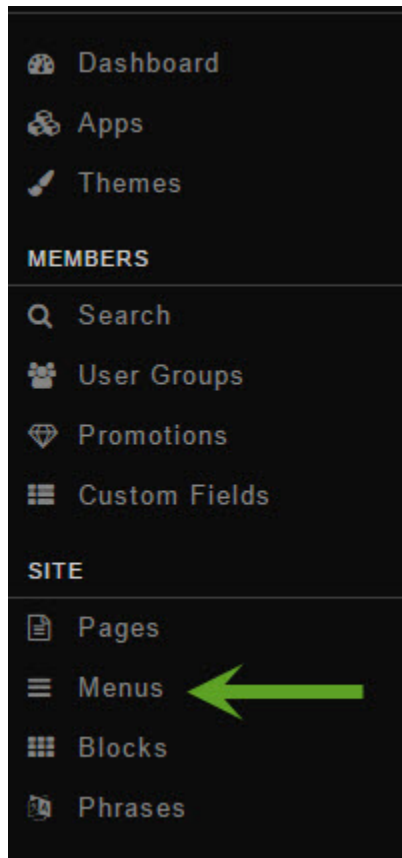 Dashboard
Apps
Themes
MEMBERS
Search
User Groups
Promotions
Custom Fields
SITE
Pages
Menus
Blocks
Phrases